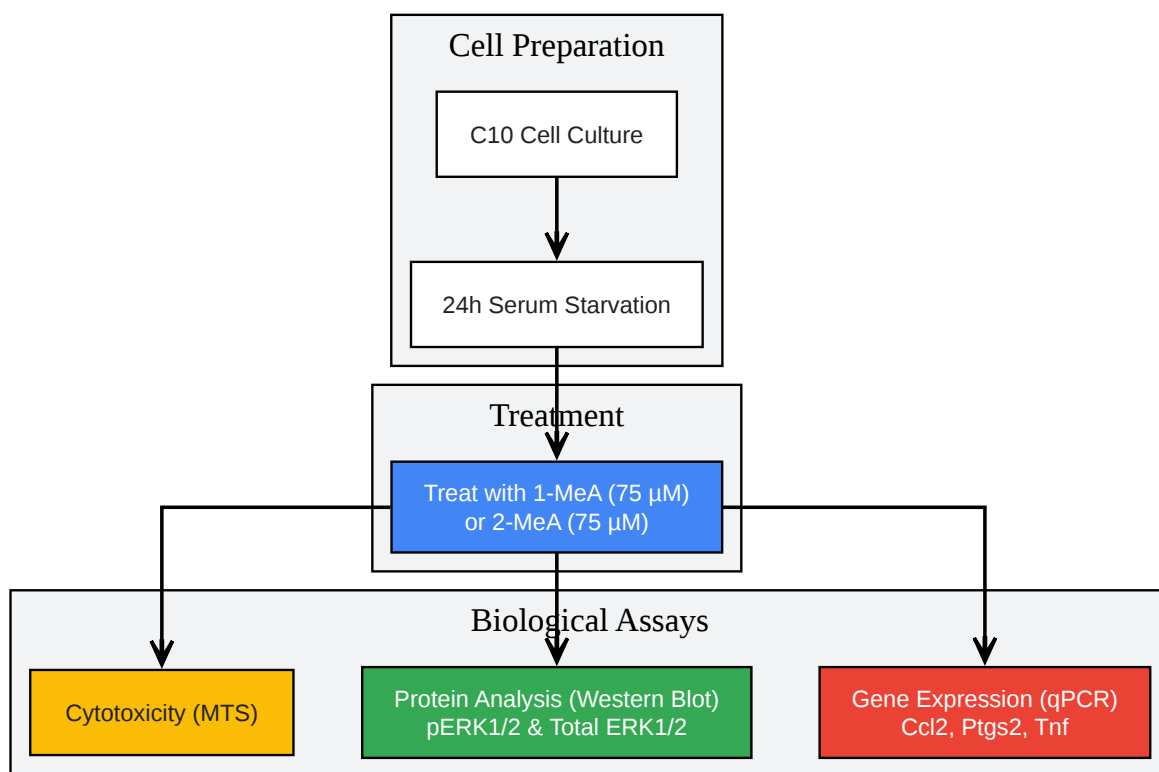 Cell Preparation
C10 Cell Culture
24h Serum Starvation
Treatment
Treat with 1-MeA (75 µM)
or 2-MeA (75 µM)
Biological Assays
Cytotoxicity (MTS)
Protein Analysis (Western Blot)
pERK1/2 & Total ERK1/2
Gene Expression (qPCR)
Ccl2, Ptgs2, Tnf